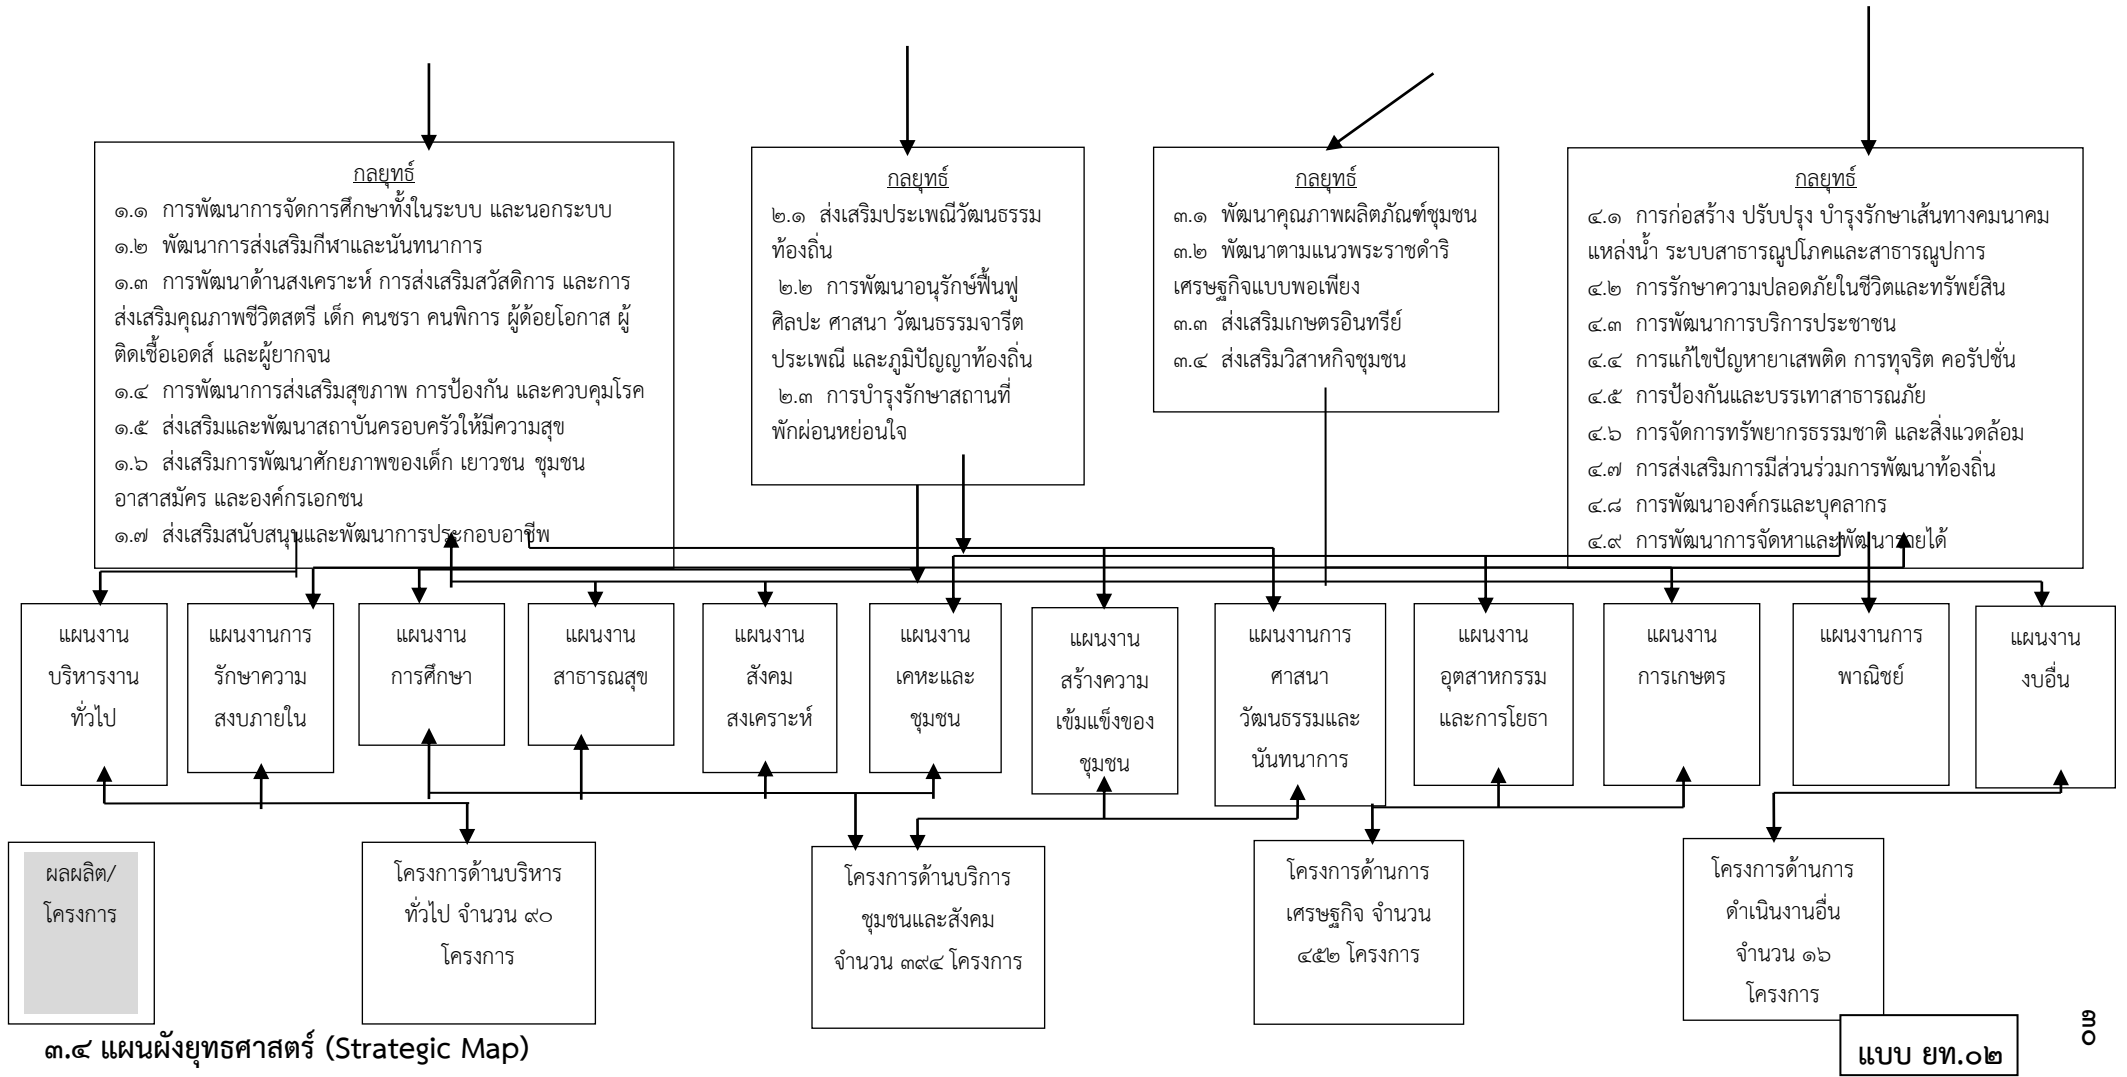 กลยุทธ์
๑.๑ การพัฒนาการจัดการศึกษาทั้งในระบบ และนอกระบบ
๑.๒ พัฒนาการส่งเสริมกีฬาและนันทนาการ
๑.๓ การพัฒนาด้านสงเคราะห์ การส่งเสริมสวัสดิการ และการ
ส่งเสริมคุณภาพชีวิตสตรี เด็ก คนชรา คนพิการ ผู้ด้อยโอกาส ผู้
ติดเชื้อเอดส์ และผู้ยากจน
๑.๔ การพัฒนาการส่งเสริมสุขภาพ การป้องกัน และควบคุมโรค
๑.๕ ส่งเสริมและพัฒนาสถาบันครอบครัวให้มีความสุข
๑.๖ ส่งเสริมการพัฒนาศักยภาพของเด็ก เยาวชน ชุมชน
อาสาสมัคร และองค์กรเอกชน
๑.๗ ส่งเสริมสนับสนุนและพัฒนาการประกอบอาชีพ
กลยุทธ์
๒.๑ ส่งเสริมประเพณีวัฒนธรรม
ท้องถิ่น
๒.๒ การพัฒนาอนุรักษ์ฟื้นฟู
ศิลปะ ศาสนา วัฒนธรรมจารีต
ประเพณี และภูมิปัญญาท้องถิ่น
๒.๓ การบำรุงรักษาสถานที่
พักผ่อนหย่อนใจ
กลยุทธ์
๓.๑ พัฒนาคุณภาพผลิตภัณฑ์ชุมชน
๓.๒ พัฒนาตามแนวพระราชดำริ
เศรษฐกิจแบบพอเพียง
๓.๓ ส่งเสริมเกษตรอินทรีย์
๓.๔ ส่งเสริมวิสาหกิจชุมชน
กลยุทธ์
๔.๑ การก่อสร้าง ปรับปรุง บำรุงรักษาเส้นทางคมนาคม
แหล่งน้ำ ระบบสาธารณูปโภคและสาธารณูปการ
๔.๒ การรักษาความปลอดภัยในชีวิตและทรัพย์สิน
๔.๓ การพัฒนาการบริการประชาชน
๔.๔ การแก้ไขปัญหายาเสพติด การทุจริต คอรัปชั่น
๔.๕ การป้องกันและบรรเทาสาธารณภัย
๔.๖ การจัดการทรัพยากรธรรมชาติ และสิ่งแวดล้อม
๔.๗ การส่งเสริมการมีส่วนร่วมการพัฒนาท้องถิ่น
๔.๘ การพัฒนาองค์กรและบุคลากร
๔.๙ การพัฒนาการจัดหาและพัฒนารายได้
แผนงาน
บริหารงาน
ทั่วไป
แผนงานการ
รักษาความ
สงบภายใน
แผนงาน
การศึกษา
แผนงาน
สาธารณสุข
แผนงาน
สังคม
สงเคราะห์
แผนงาน
เคหะและ
ชุมชน
แผนงาน
สร้างความ
เข้มแข็งของ
ชุมชน
แผนงานการ
ศาสนา
วัฒนธรรมและ
นันทนาการ
แผนงาน
อุตสาหกรรม
และการโยธา
แผนงาน
การเกษตร
แผนงานการ
พาณิชย์
แผนงาน
งบอื่น
ผลผลิต/
โครงการ
โครงการด้านบริหาร
ทั่วไป จำนวน ๙๐
โครงการ
โครงการด้านบริการ
ชุมชนและสังคม
จำนวน ๓๙๔ โครงการ
โครงการด้านการ
เศรษฐกิจ จำนวน
๔๕๒ โครงการ
โครงการด้านการ
ดำเนินงานอื่น
จำนวน ๑๖
โครงการ
๓.๔ แผนผังยุทธศาสตร์ (Strategic Map)
แบบ ยท.๐๒
๓๐